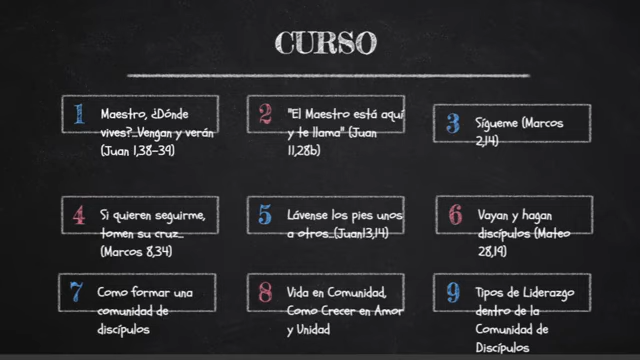 CURSO
1
Maestro, ¿Dónde
vives?...Vengan y verán
(Juan 1,38-39)
2
"El Maestro está aquí
y te llama" (Juan
11,28b)
3
Sígueme (Marcos
2,14)
4
Si quieren seguirme,
tomen su cruz...
(Marcos 8,34)
5
Lávense los pies unos
a otros...(Juan13,14)
6
Vayan y hagan
discípulos (Mateo
28,19)
7
Como formar una
comunidad de
discípulos
8
Vida en Comunidad,
Como Crecer en Amor
y Unidad
9
Tipos de Liderazgo
dentro de la
Comunidad de
Discípulos